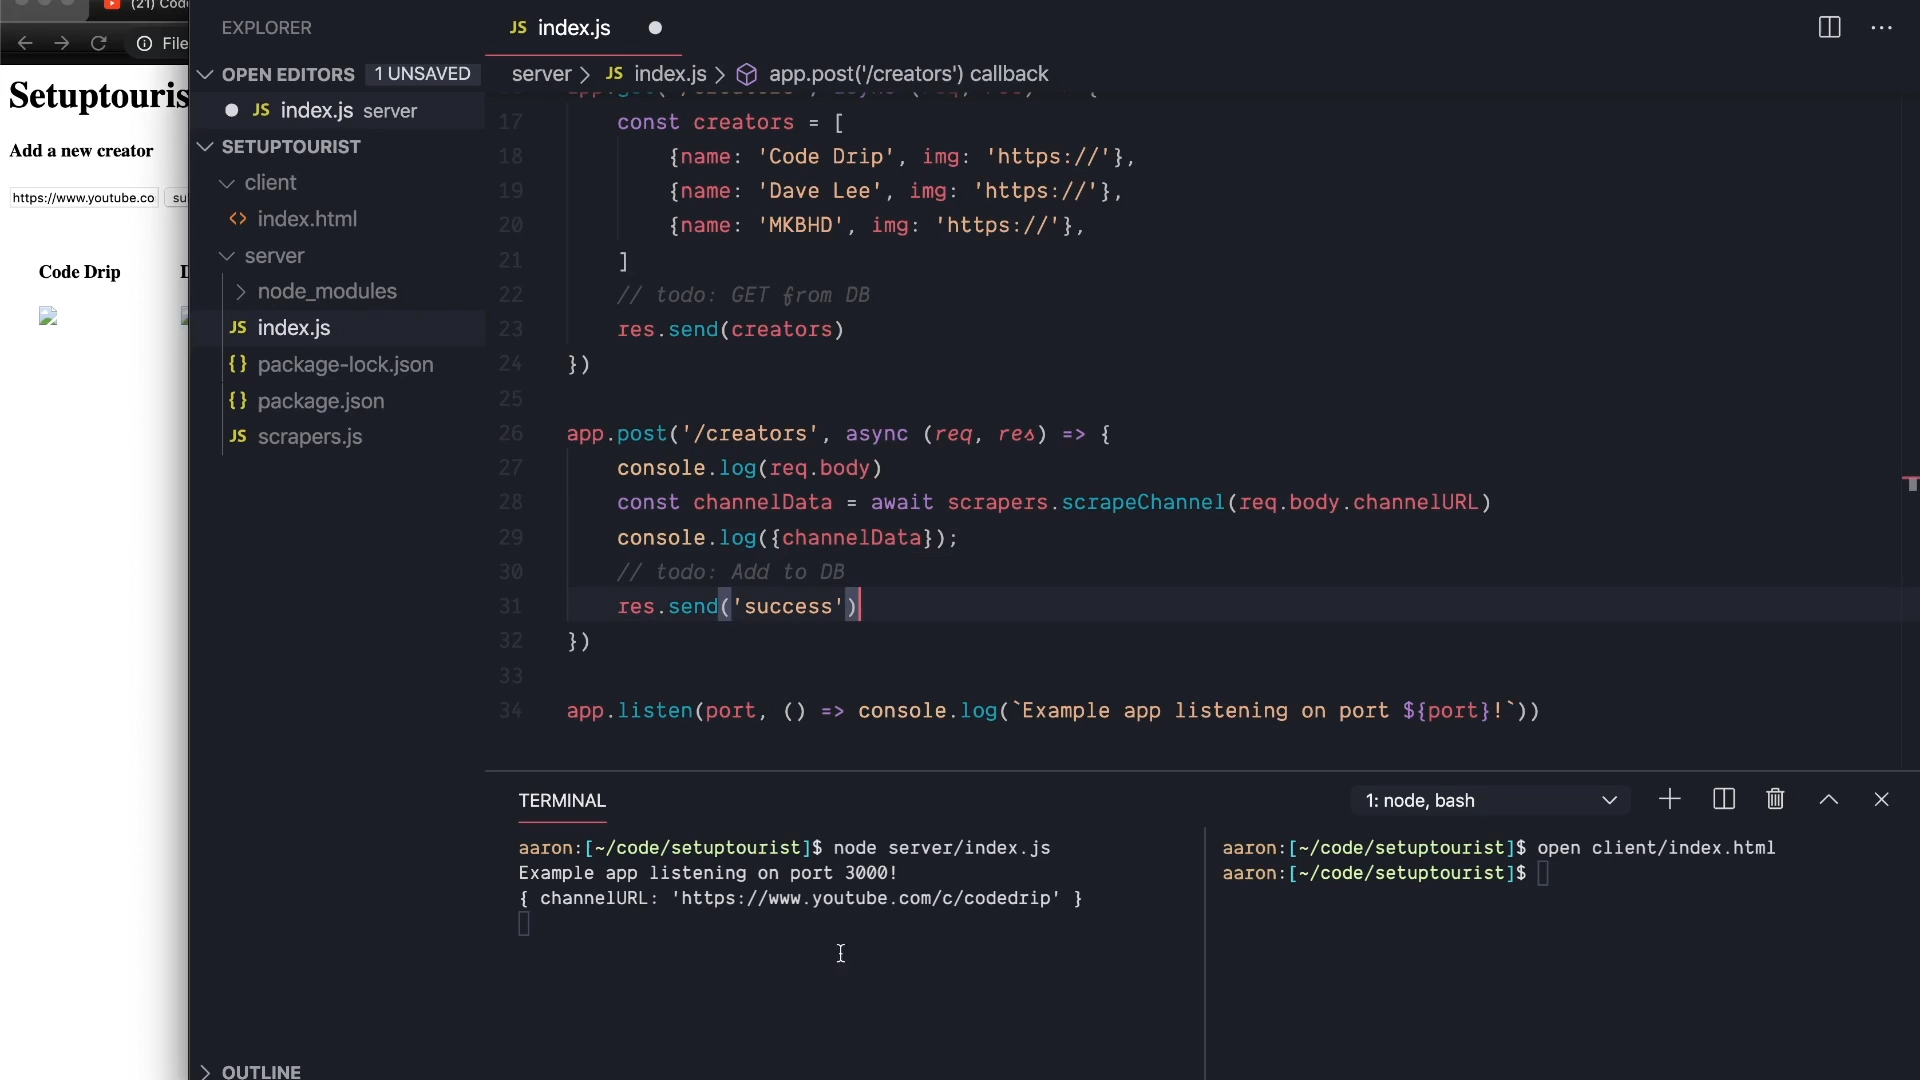 (21) Cod
File
Setuptouris
Add a new creator
https://www.youtube.co
su
Code Drip
EXPLORER
OPEN EDITORS 1 UNSAVED
JS index.js server
SETUPTOURIST
client
<> index.html
server
node_modules
JS index.js
{} package-lock.json
{} package.json
JS scrapers.js
OUTLINE
JS index.js
server > JS index.js > app.post('/creators') callback
17 const creators = [
18 {name: 'Code Drip', img: 'https://'},
19 {name: 'Dave Lee', img: 'https://'},
20 {name: 'MKBHD', img: 'https://'},
21 ]
22 // todo: GET from DB
23 res.send(creators)
24 })
25
26 app.post('/creators', async (req, res) => {
27 console.log(req.body)
28 const channelData = await scrapers.scrapeChannel(req.body.channelURL)
29 console.log({channelData});
30 // todo: Add to DB
31 res.send('success')
32 })
33
34 app.listen(port, () => console.log(`Example app listening on port ${port}!`))
TERMINAL
1: node, bash
aaron:[~/code/setuptourist]$ node server/index.js
Example app listening on port 3000!
{ channelURL: 'https://www.youtube.com/c/codedrip' }
aaron:[~/code/setuptourist]$ open client/index.html
aaron:[~/code/setuptourist]$